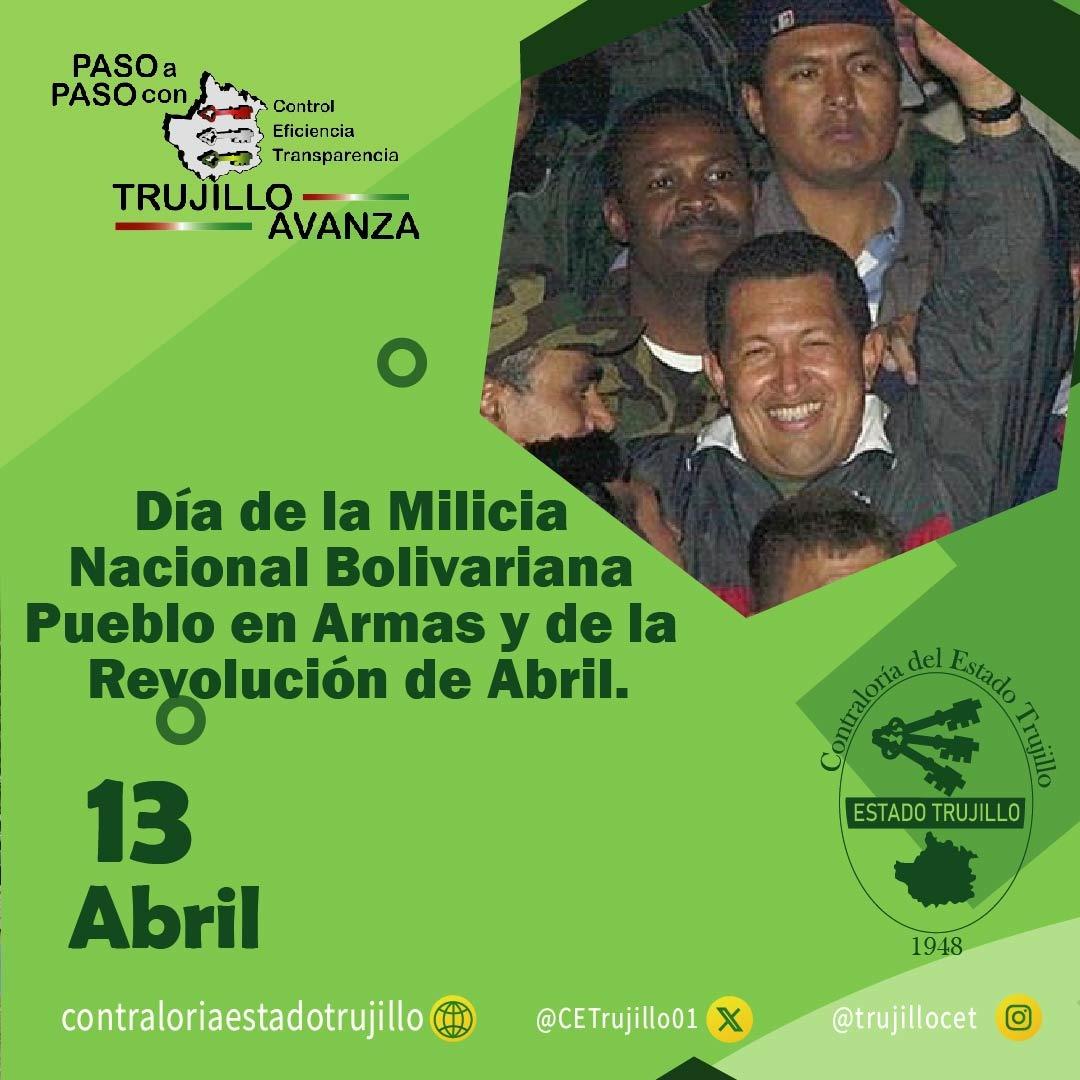 PASO a
PASO con
Control
Eficiencia
Transparencia
TRUJILLO
AVANZA
Día de la Milicia
Nacional Bolivariana
Pueblo en Armas y de la
Revolución de Abril.
13
Abril
Contraloría del Estado Trujillo
ESTADO TRUJILLO
1948
contraloriaestadotrujillo
@CETrujillo01
@trujillocet